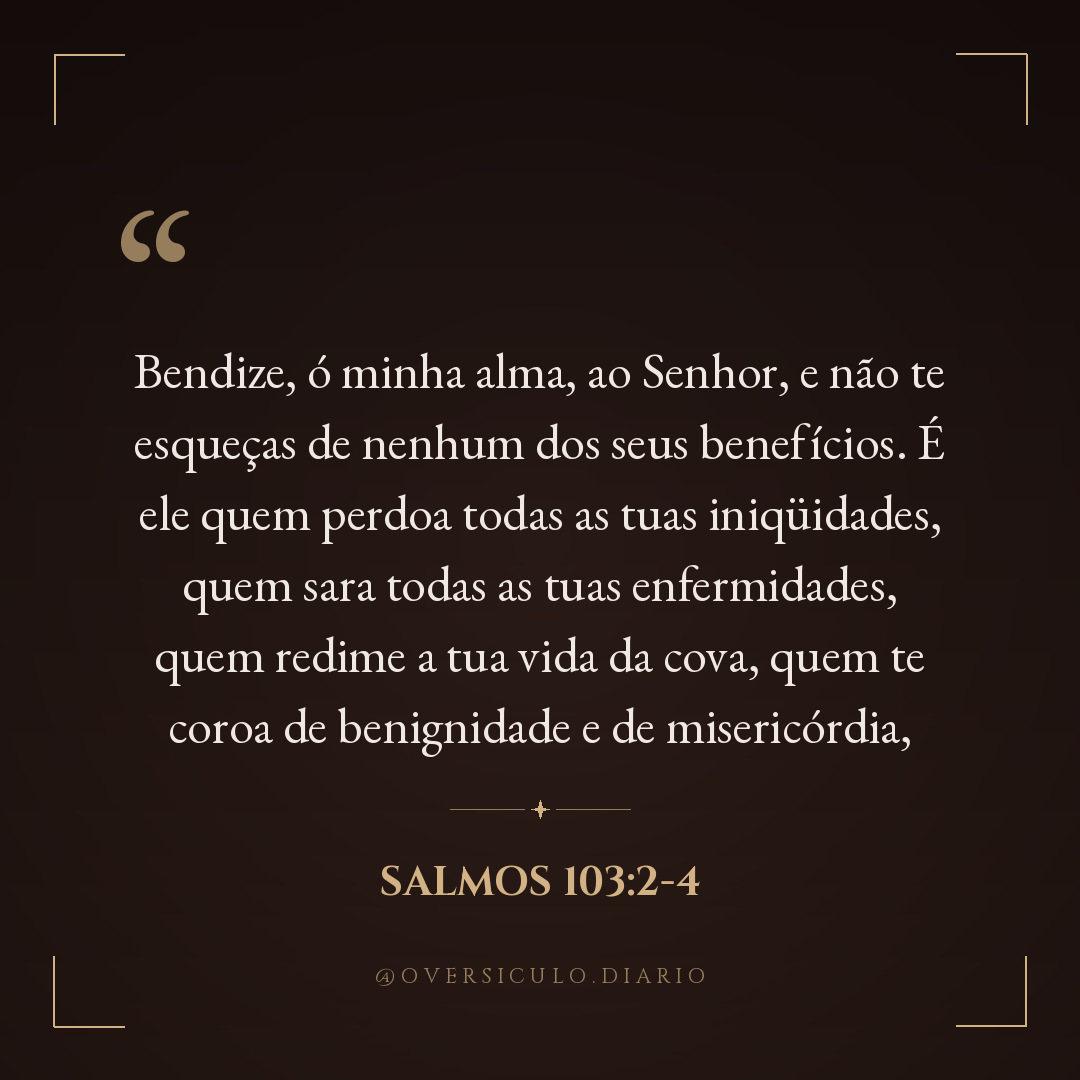 “
Bendize, ó minha alma, ao Senhor, e não te
esqueças de nenhum dos seus benefícios. É
ele quem perdoa todas as tuas iniqüidades,
quem sara todas as tuas enfermidades,
quem redime a tua vida da cova, quem te
coroa de benignidade e de misericórdia,
SALMOS 103:2-4
@OVERSICULO.DIARIO